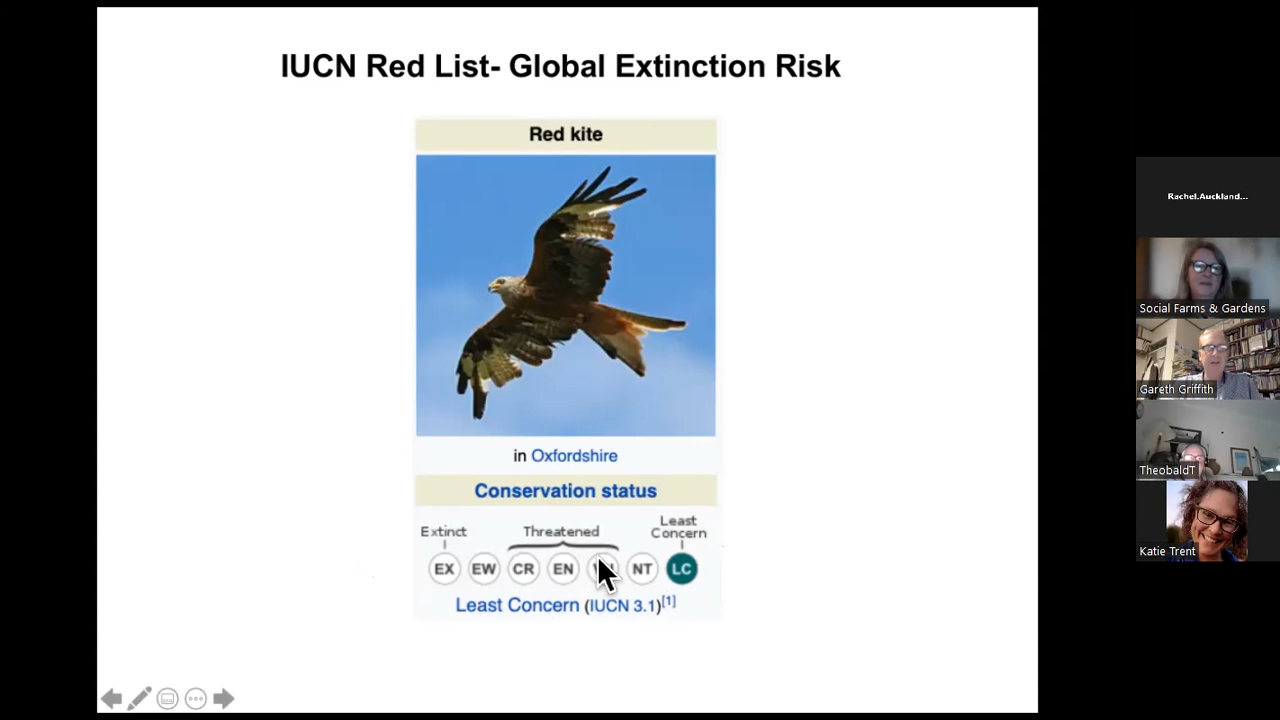 IUCN Red List- Global Extinction Risk
Red kite
in Oxfordshire
Conservation status
Extinct
Threatened
Least
Concern
EX EW CR EN NT LC
Least Concern (IUCN 3.1)[1]
Rachel.Auckland...
Social Farms & Gardens
Gareth Griffith
TheobaldT
Katie Trent